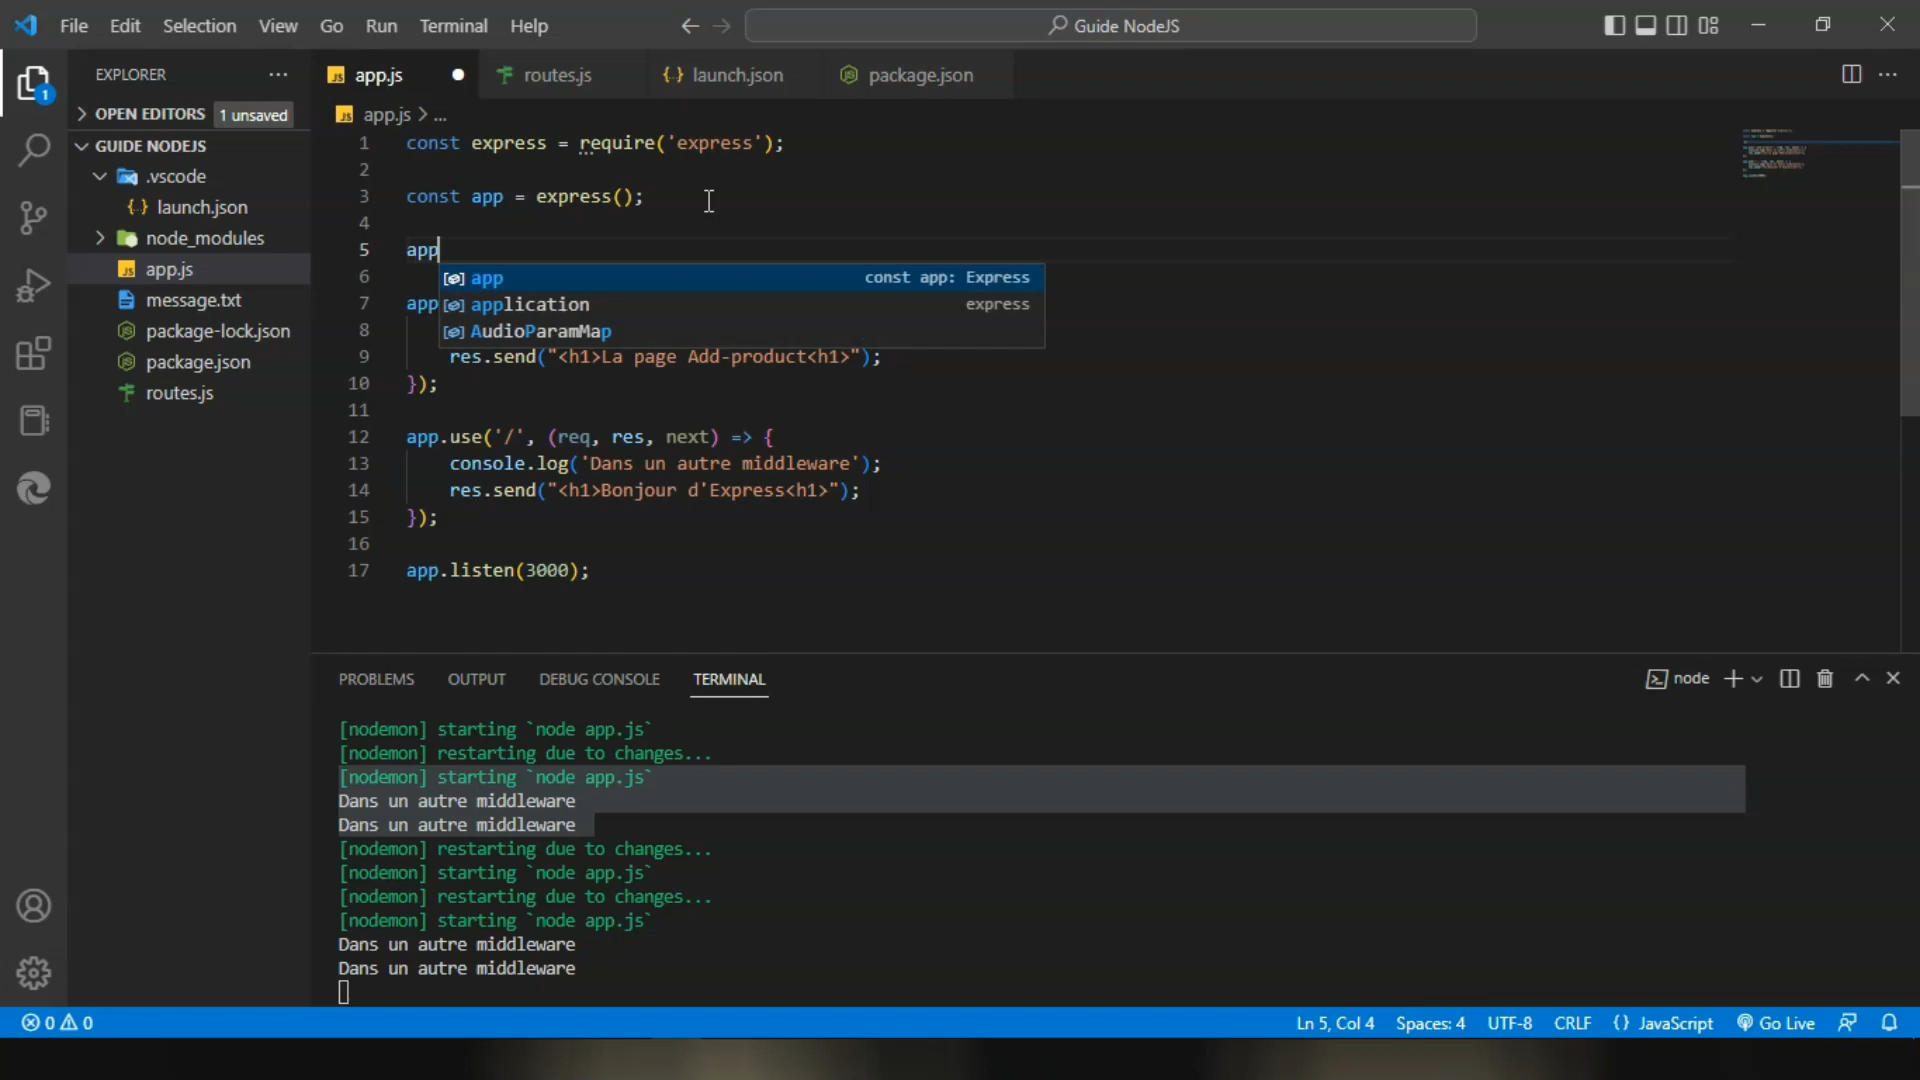 File Edit Selection View Go Run Terminal Help
Guide NodeJS
EXPLORER
app.js
routes.js
launch.json
package.json
1
OPEN EDITORS 1 unsaved
app.js > ...
GUIDE NODEJS
.vscode
launch.json
node_modules
app.js
message.txt
package-lock.json
package.json
routes.js
1 const express = require('express');
2
3 const app = express();
4
5 app
app const app: Express
application express
AudioParamMap
6
7 app
8
9 res.send("<h1>La page Add-product<h1>");
10 });
11
12 app.use('/', (req, res, next) => {
13 console.log('Dans un autre middleware');
14 res.send("<h1>Bonjour d'Express<h1>");
15 });
16
17 app.listen(3000);
PROBLEMS OUTPUT DEBUG CONSOLE TERMINAL
node
[nodemon] starting `node app.js`
[nodemon] restarting due to changes...
[nodemon] starting `node app.js`
Dans un autre middleware
Dans un autre middleware
[nodemon] restarting due to changes...
[nodemon] starting `node app.js`
[nodemon] restarting due to changes...
[nodemon] starting `node app.js`
Dans un autre middleware
Dans un autre middleware
0 0 Ln 5, Col 4 Spaces: 4 UTF-8 CRLF {} JavaScript Go Live